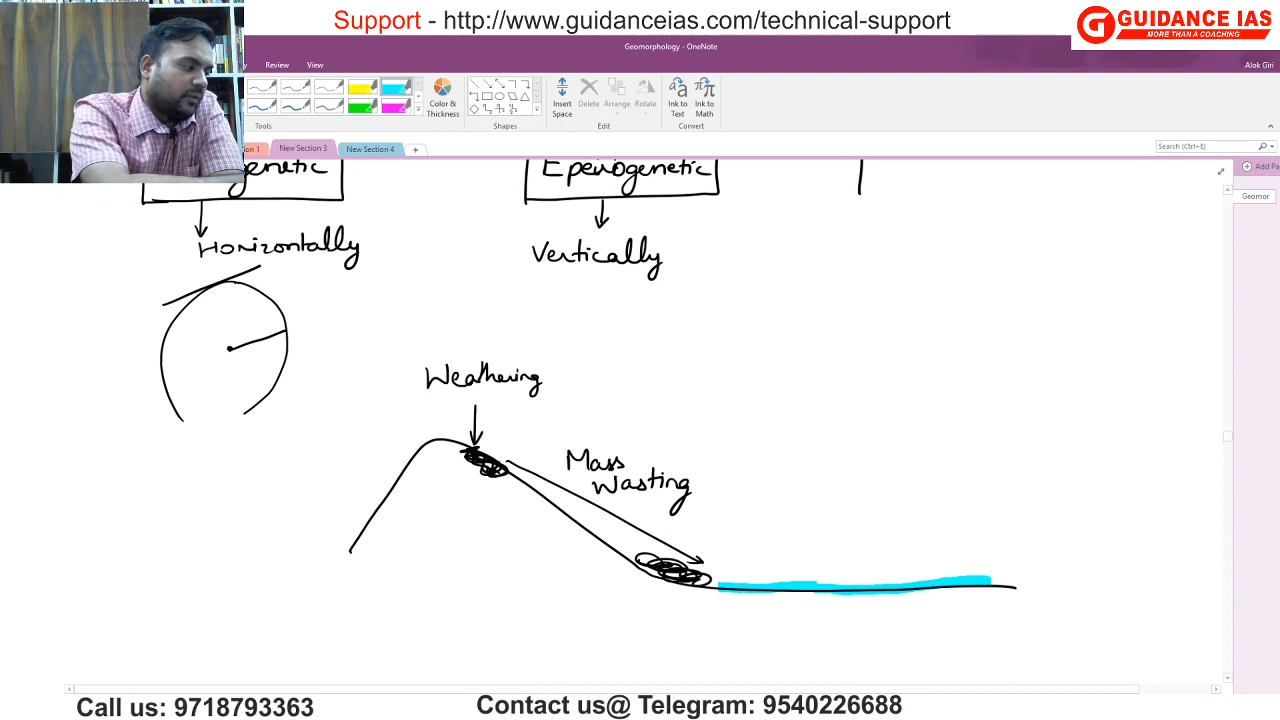 Support - http://www.guidanceias.com/technical-support
GUIDANCE IAS
MORE THAN A COACHING
Geomorphology - OneNote
Review View
Alok Giri
Color & Thickness
Insert Space
Delete
Arrange
Rotate
Ink to Text
Ink to Math
Tools
Shapes
Edit
Convert
New Section 3
New Section 4
Search (Ctrl+E)
Add Pa
Geomor
genetic
Epeirogenetic
Horizontally
Vertically
Weathering
Mass
Wasting
Call us: 9718793363
Contact us@ Telegram: 9540226688